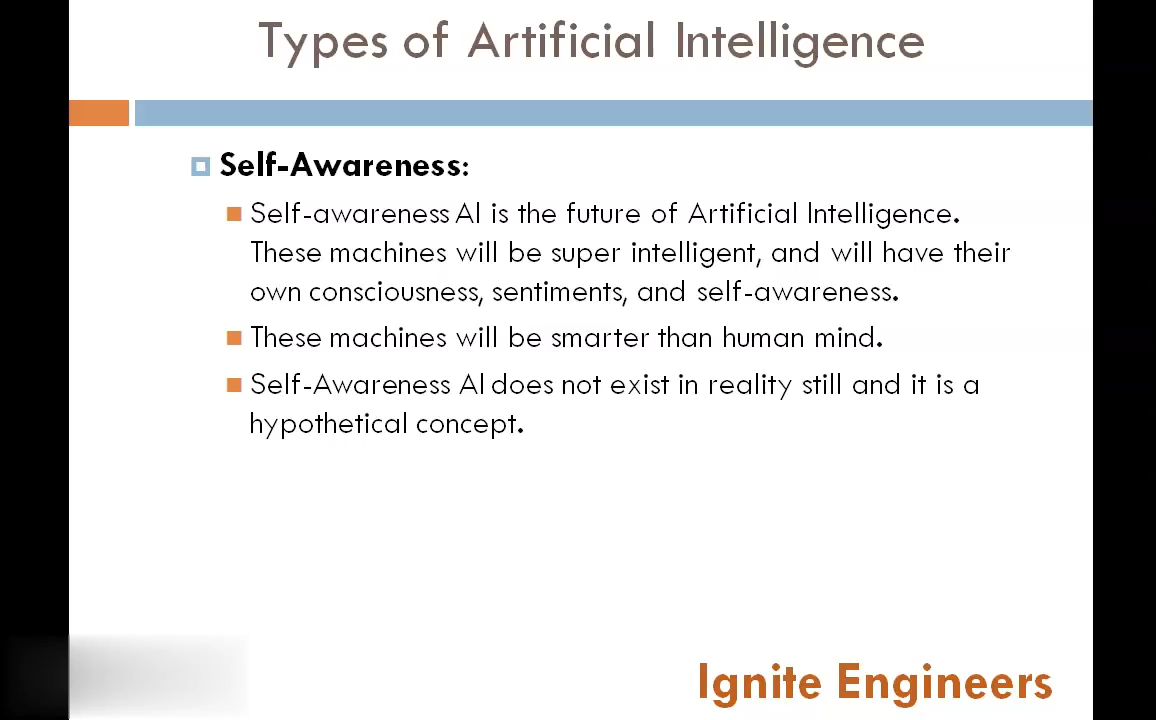 Types of Artificial Intelligence
Self-Awareness:
Self-awareness AI is the future of Artificial Intelligence.
These machines will be super intelligent, and will have their
own consciousness, sentiments, and self-awareness.
These machines will be smarter than human mind.
Self-Awareness AI does not exist in reality still and it is a
hypothetical concept.
Ignite Engineers